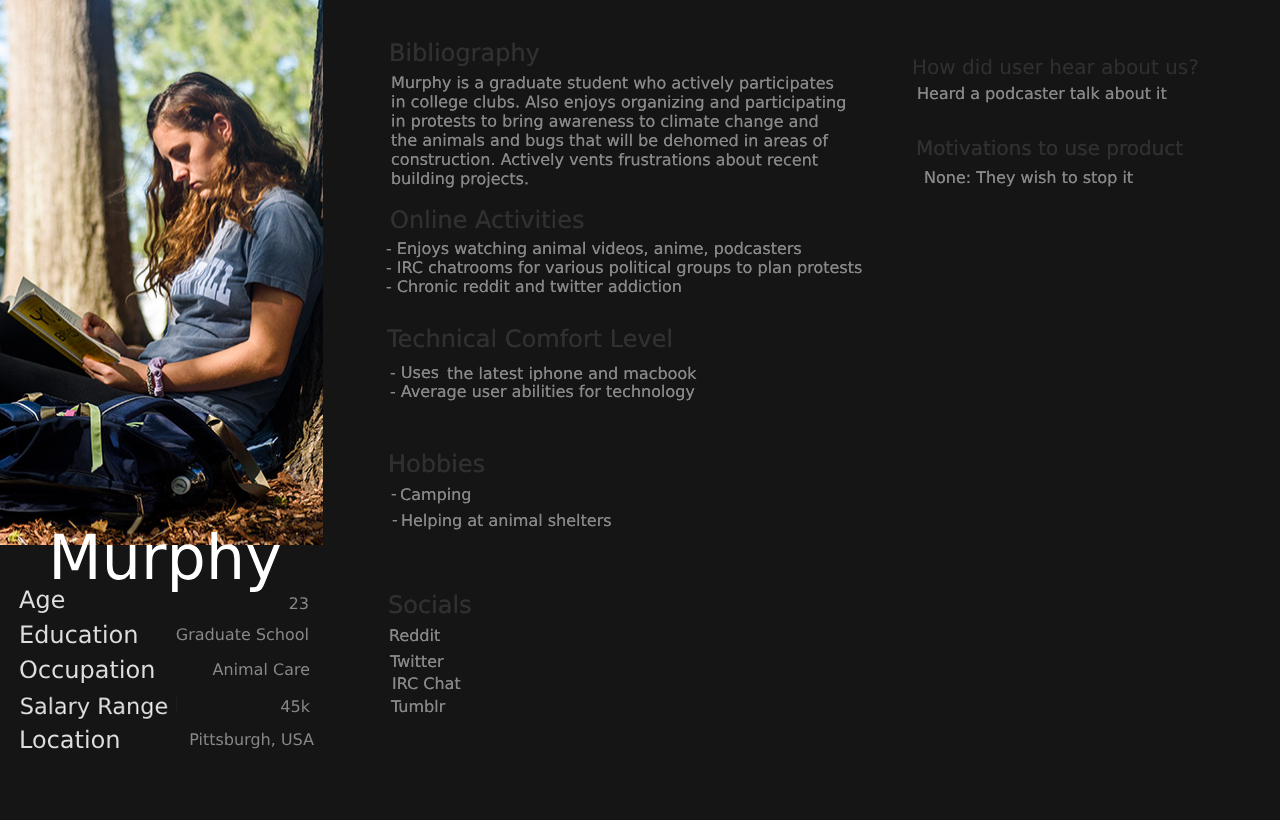 Murphy
Age 23
Education Graduate School
Occupation Animal Care
Salary Range 45k
Location Pittsburgh, USA
Bibliography
Murphy is a graduate student who actively participates
in college clubs. Also enjoys organizing and participating
in protests to bring awareness to climate change and
the animals and bugs that will be dehomed in areas of
construction. Actively vents frustrations about recent
building projects.
Online Activities
- Enjoys watching animal videos, anime, podcasters
- IRC chatrooms for various political groups to plan protests
- Chronic reddit and twitter addiction
Technical Comfort Level
- Uses the latest iphone and macbook
- Average user abilities for technology
Hobbies
- Camping
- Helping at animal shelters
Socials
Reddit
Twitter
IRC Chat
Tumblr
How did user hear about us?
Heard a podcaster talk about it
Motivations to use product
None: They wish to stop it